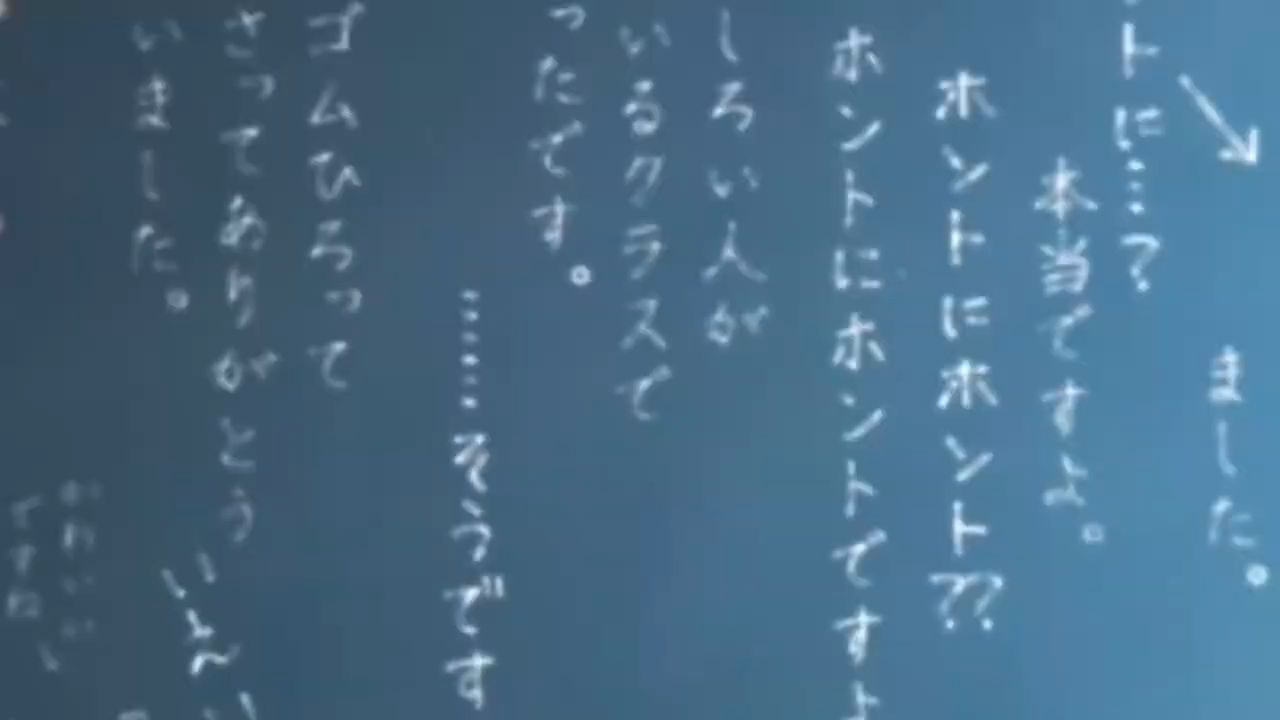 ました。
トに…?
本当ですよ。
ホントにホント??
ホントにホントですよ
しろい人が
いるクラスで
ったです。
……そうです
ゴムひろって
さってありがとう
いました。